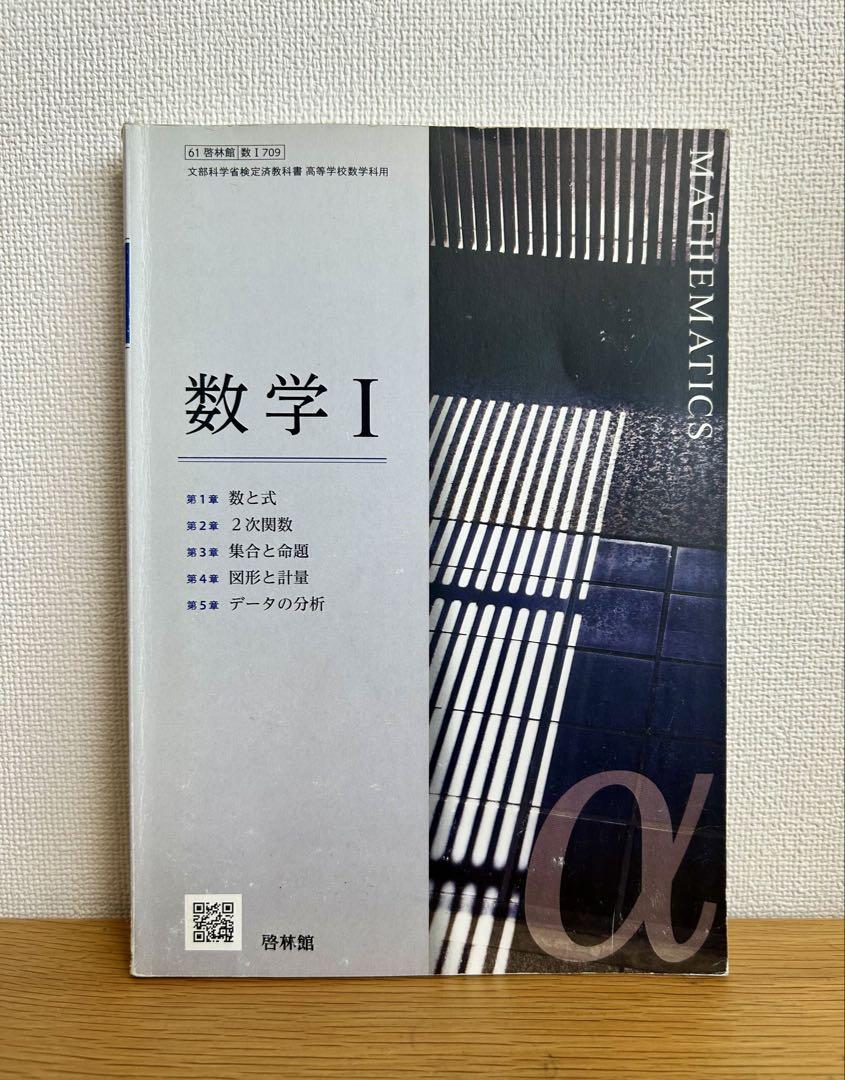 61 啓林館 数Ⅰ709
文部科学省検定済教科書 高等学校数学科用
MATHEMATICS
数学Ⅰ
第1章 数と式
第2章 2次関数
第3章 集合と命題
第4章 図形と計量
第5章 データの分析
α
啓林館